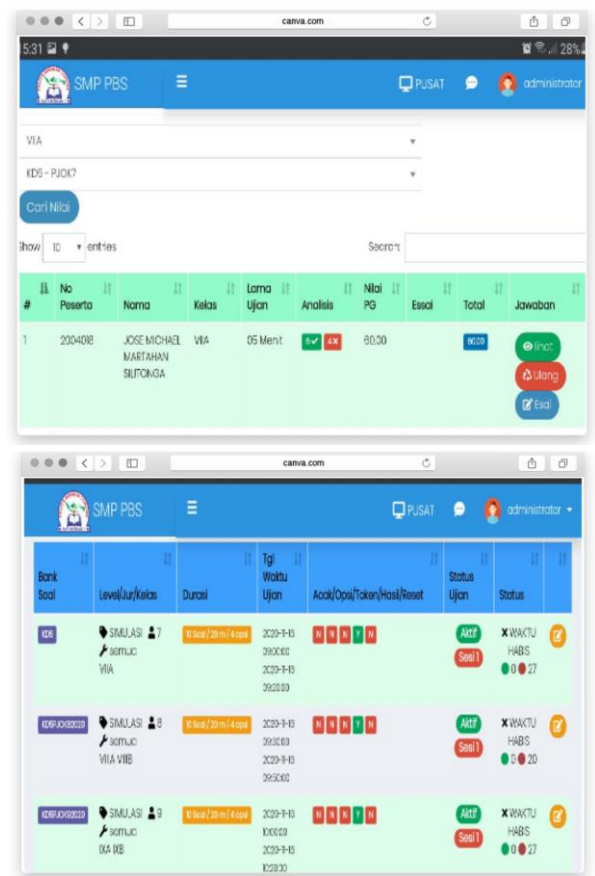 canva.com
5:31 28%
SMP PBS PUSAT administrator
VIIA
KD5 - PJOK7
Cari Nilai
Show 10 entries Search:
# No Peserta Nama Kelas Lama Ujian Analisis Nilai PG Essai Total Jawaban
1 2004018 JOSE MICHAEL VIIA 05 Menit 6✓ 4× 60.00 60.00 lihat
MARTAHAN Ulang
SILITONGA Esai
canva.com
SMP PBS PUSAT administrator
Bank Soal Level/Jur/Kelas Durasi Tgl Waktu Ujian Acak/Opsi/Token/Hasil/Reset Status Ujian Status
KD5 SIMULASI 7 10 Soal / 20 m / 4 opsi N N N Y N Aktif X WAKTU
semua Sesi 1 HABIS
VIIA 0 27
SIMULASI 8 10 Soal / 20 m / 4 opsi N N N Y N Aktif X WAKTU
semua Sesi 1 HABIS
VIIIA VIIIB 0 20
SIMULASI 9 10 Soal / 20 m / 4 opsi N N N Y N Aktif X WAKTU
semua Sesi 1 HABIS
IXA IXB 0 27